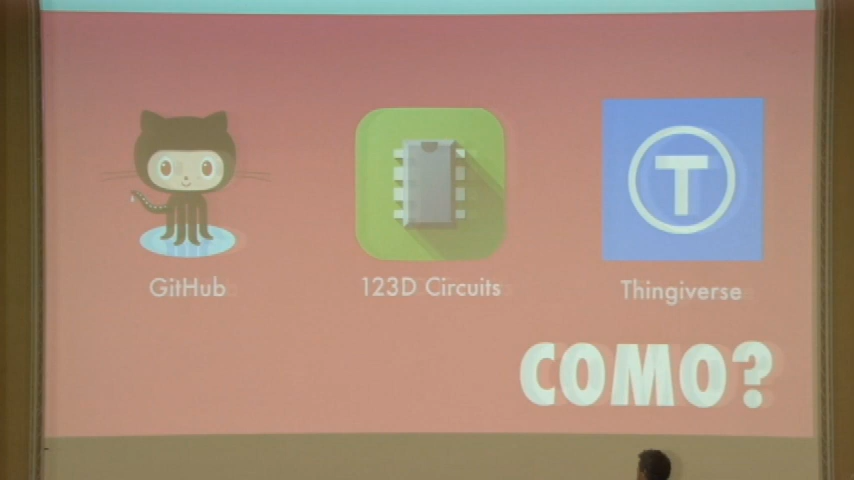 T
GitHub
123D Circuits
Thingiverse
COMO?